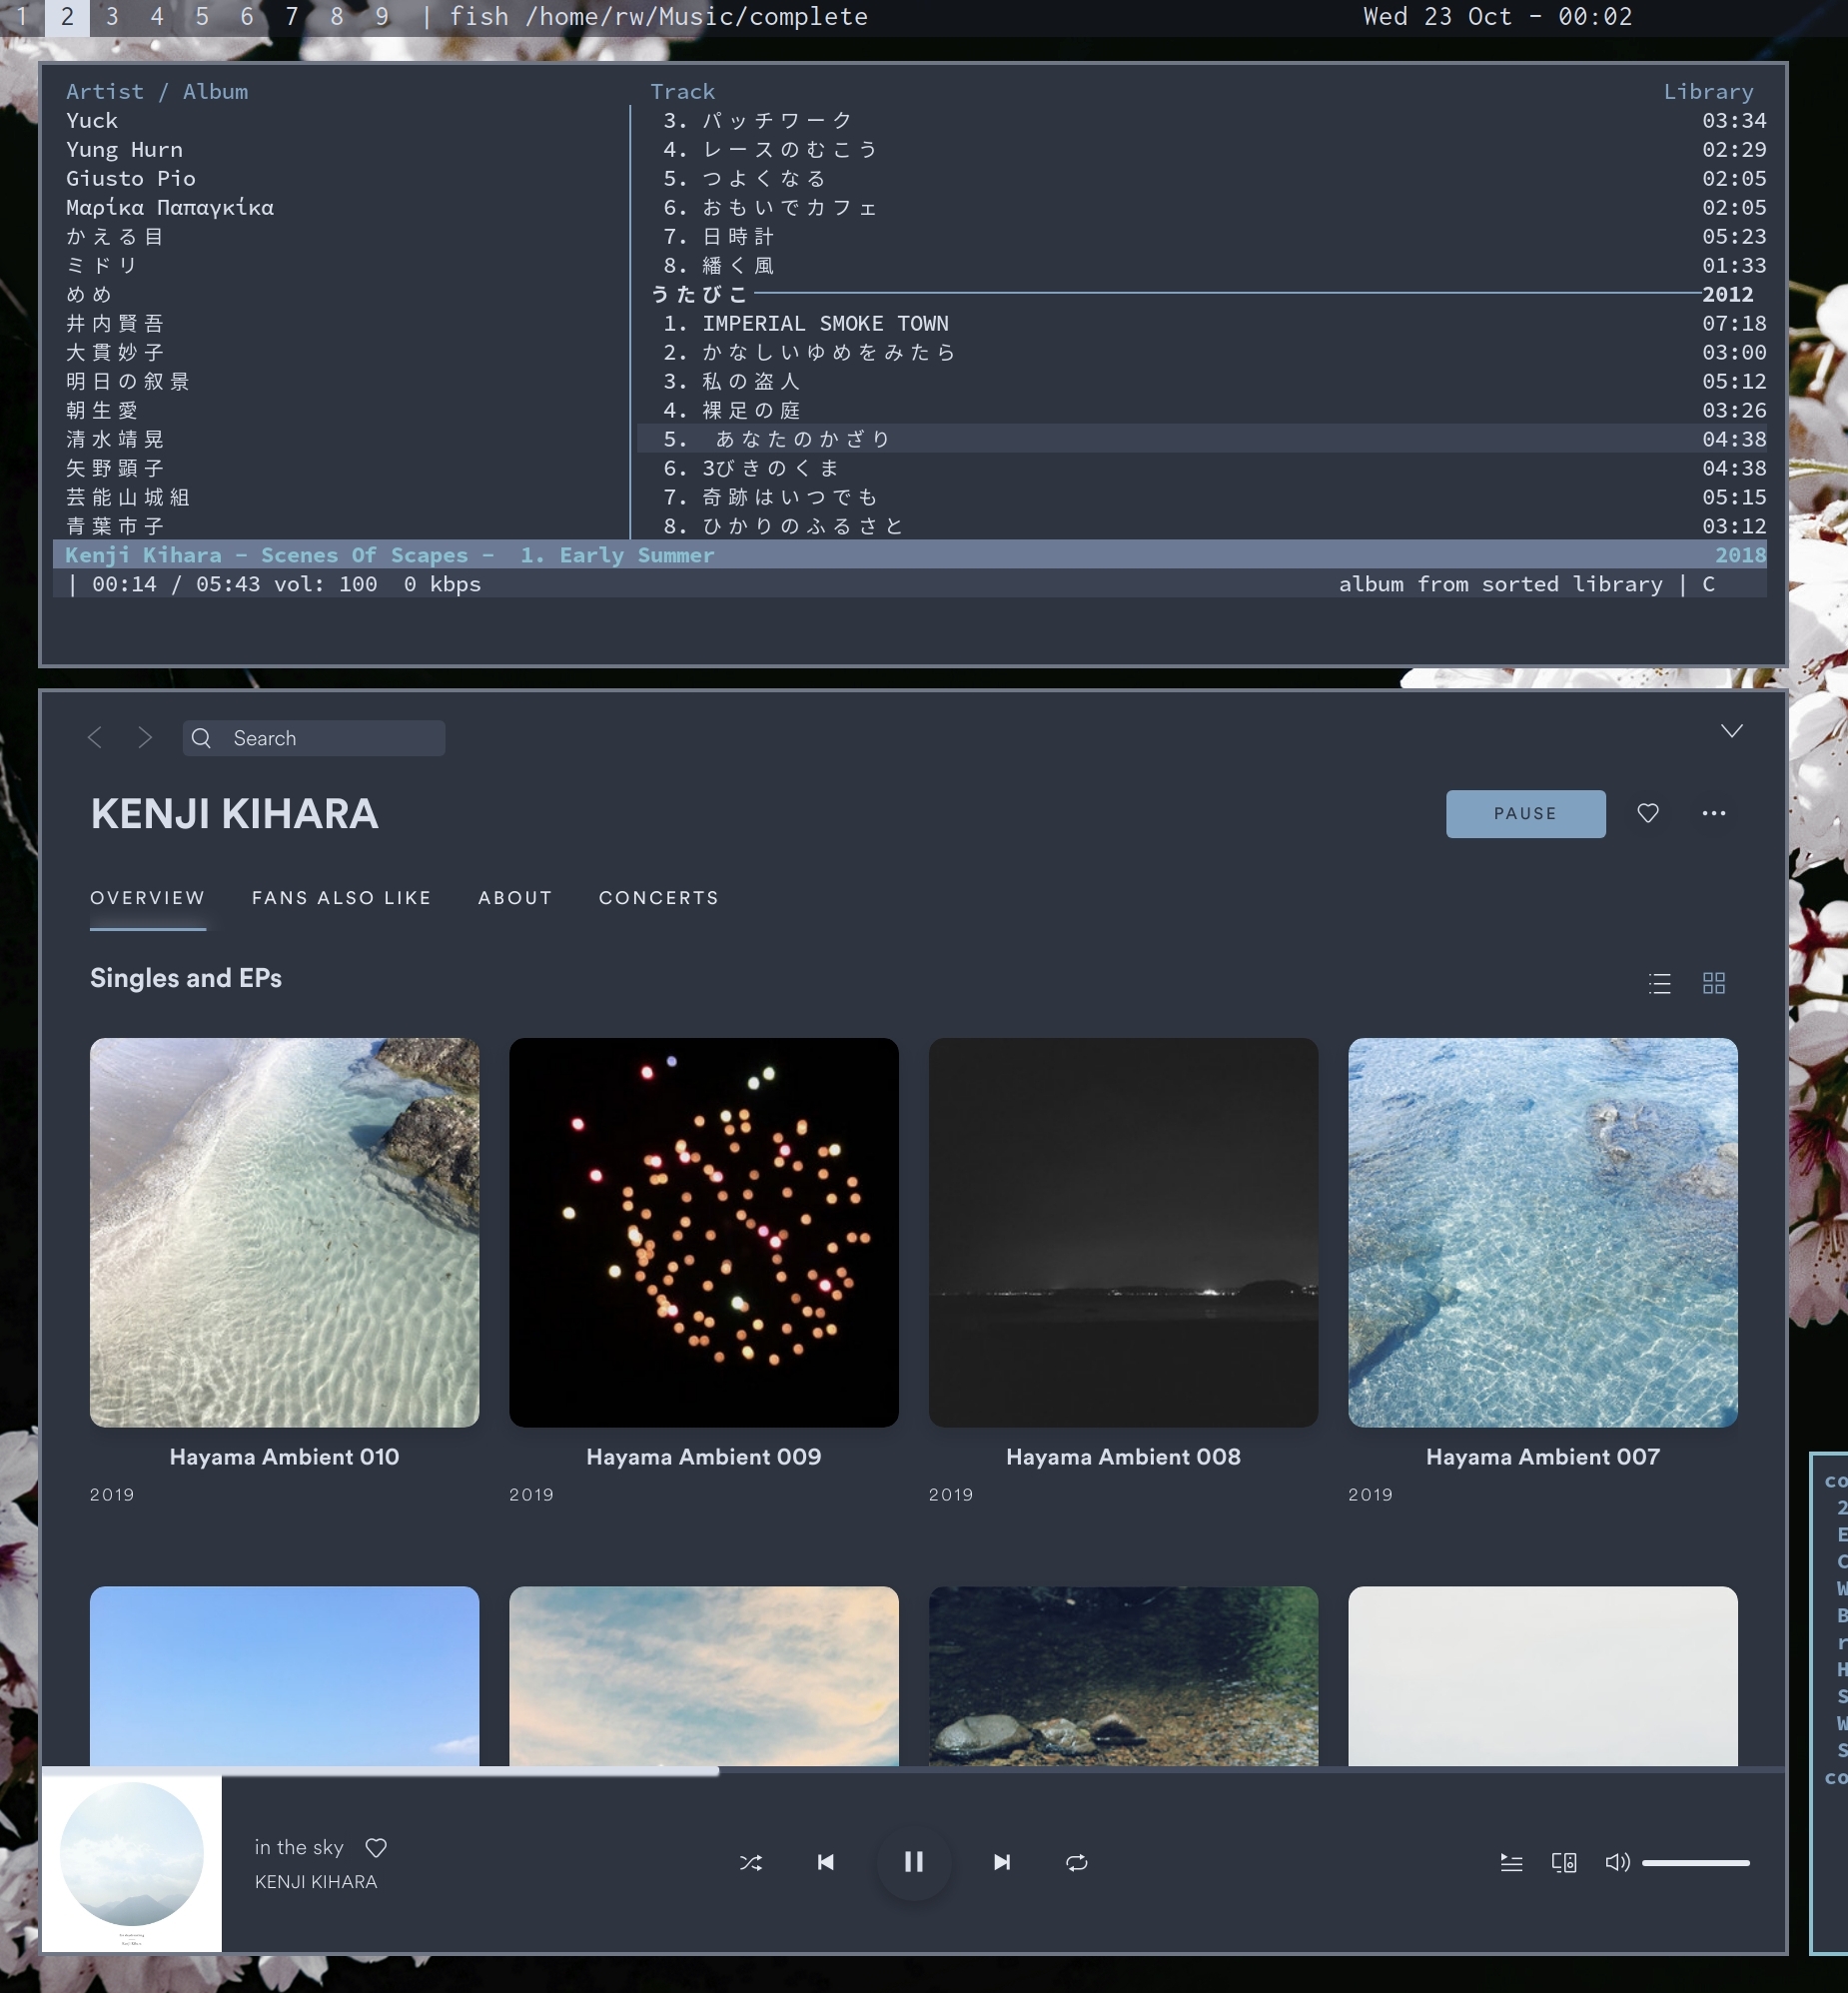 1 2 3 4 5 6 7 8 9 | fish /home/rw/Music/complete Wed 23 Oct - 00:02
Artist / Album Track Library
Yuck 3. パッチワーク 03:34
Yung Hurn 4. レースのむこう 02:29
Giusto Pio 5. つよくなる 02:05
Μαρίκα Παπαγκίκα 6. おもいでカフェ 02:05
かえる目 7. 日時計 05:23
ミドリ 8. 繙く風 01:33
めめ うたびこ 2012
井内賢吾 1. IMPERIAL SMOKE TOWN 07:18
大貫妙子 2. かなしいゆめをみたら 03:00
明日の叙景 3. 私の盗人 05:12
朝生愛 4. 裸足の庭 03:26
清水靖晃 5. あなたのかざり 04:38
矢野顕子 6. 3びきのくま 04:38
芸能山城組 7. 奇跡はいつでも 05:15
青葉市子 8. ひかりのふるさと 03:12
Kenji Kihara - Scenes Of Scapes - 1. Early Summer 2018
| 00:14 / 05:43 vol: 100 0 kbps album from sorted library | C
Search
KENJI KIHARA PAUSE
OVERVIEW FANS ALSO LIKE ABOUT CONCERTS
Singles and EPs
Hayama Ambient 010 Hayama Ambient 009 Hayama Ambient 008 Hayama Ambient 007
2019 2019 2019 2019
in the sky
KENJI KIHARA
co
2
E
C
W
B
r
H
S
W
S
co